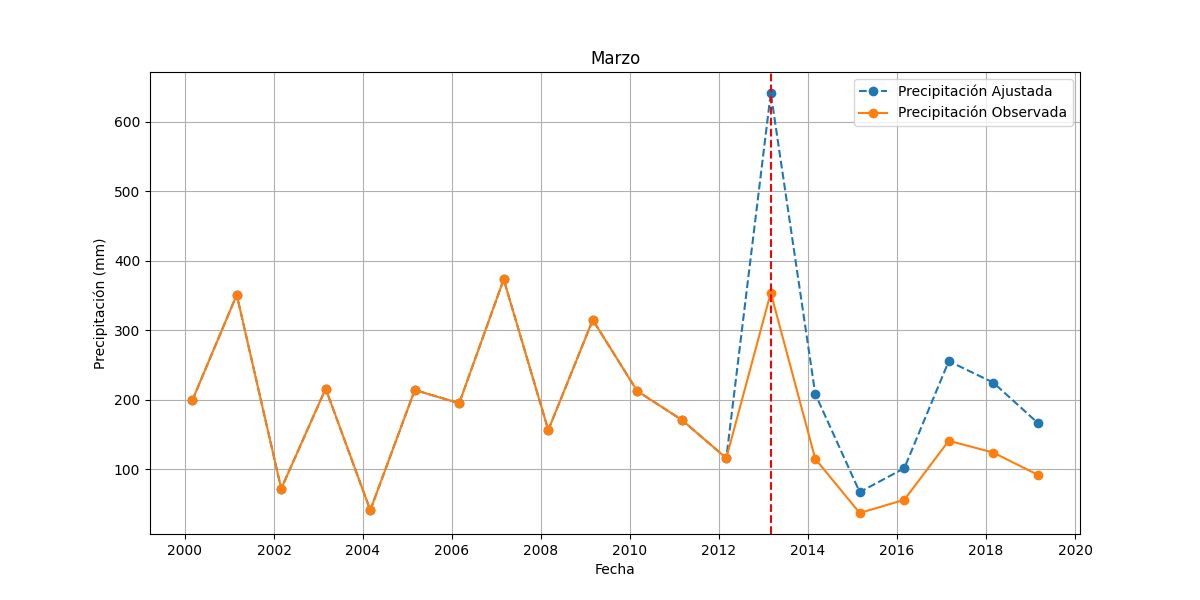 Marzo
Precipitación Ajustada
Precipitación Observada
Precipitación (mm)
600
500
400
300
200
100
2000 2002 2004 2006 2008 2010 2012 2014 2016 2018 2020
Fecha